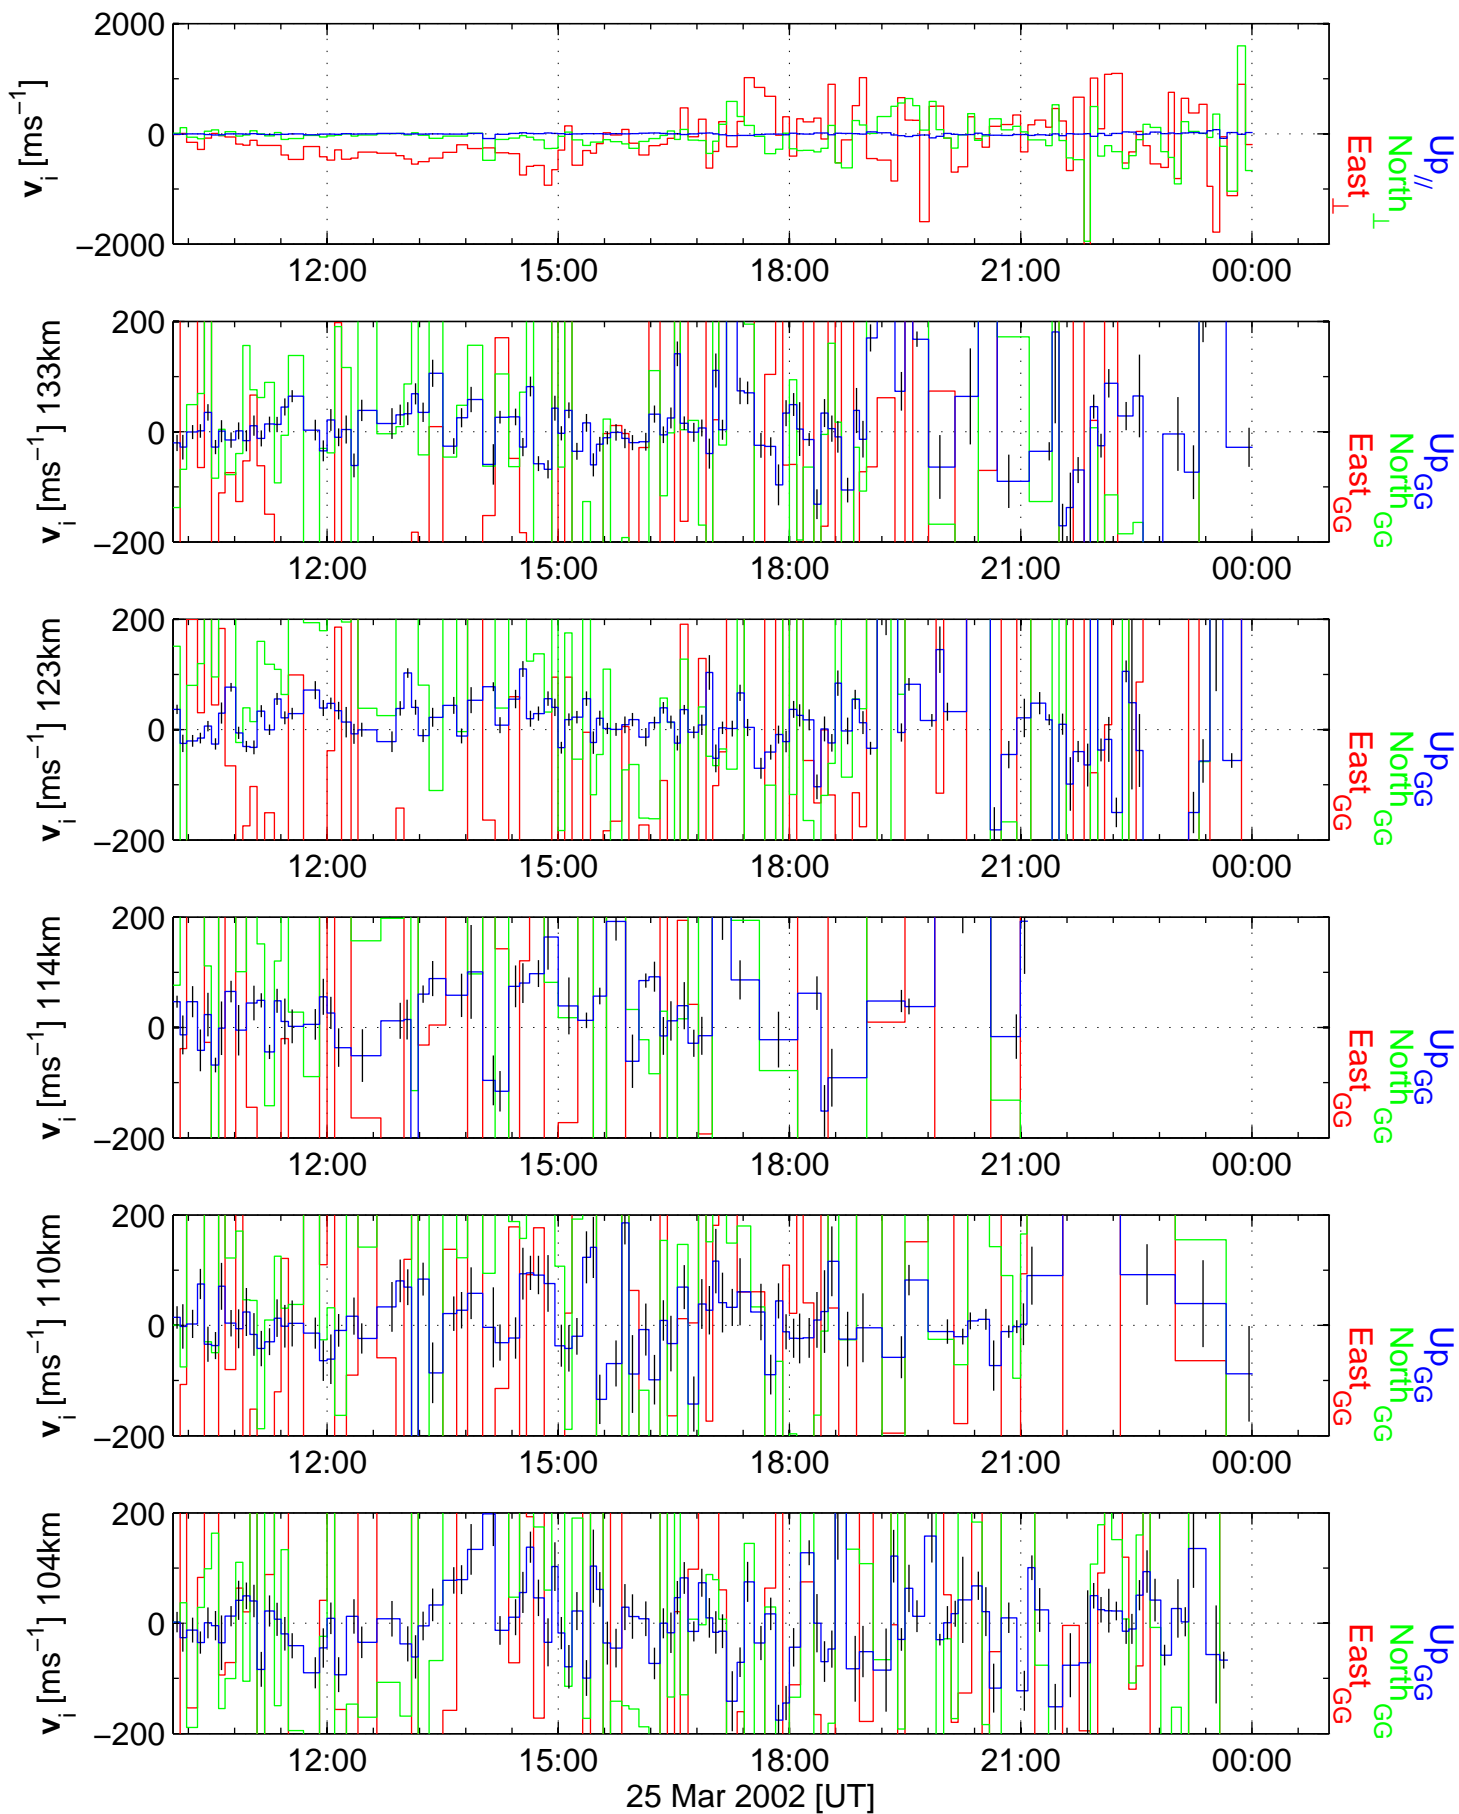 2000
0
−2000
v_i [ms^−1]
12:00 15:00 18:00 21:00 00:00
East_⊥
North_⊥
Up_//
200
0
−200
v_i [ms^−1] 133km
12:00 15:00 18:00 21:00 00:00
East_GG
North_GG
Up_GG
200
0
−200
v_i [ms^−1] 123km
12:00 15:00 18:00 21:00 00:00
East_GG
North_GG
Up_GG
200
0
−200
v_i [ms^−1] 114km
12:00 15:00 18:00 21:00 00:00
East_GG
North_GG
Up_GG
200
0
−200
v_i [ms^−1] 110km
12:00 15:00 18:00 21:00 00:00
East_GG
North_GG
Up_GG
200
0
−200
v_i [ms^−1] 104km
12:00 15:00 18:00 21:00 00:00
East_GG
North_GG
Up_GG
25 Mar 2002 [UT]